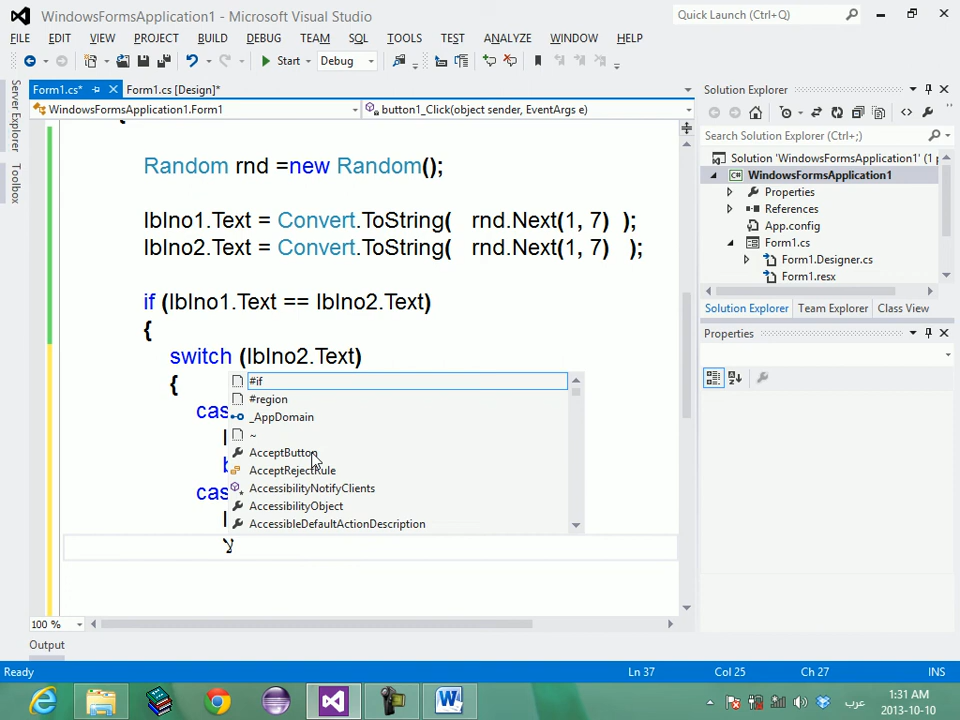 WindowsFormsApplication1 - Microsoft Visual Studio
Quick Launch (Ctrl+Q)
FILE EDIT VIEW PROJECT BUILD DEBUG TEAM SQL TOOLS TEST ANALYZE WINDOW HELP
Start Debug
Form1.cs* Form1.cs [Design]*
WindowsFormsApplication1.Form1 button1_Click(object sender, EventArgs e)
Server Explorer
Toolbox
{
Random rnd =new Random();
lblno1.Text = Convert.ToString( rnd.Next(1, 7) );
lblno2.Text = Convert.ToString( rnd.Next(1, 7) );
if (lblno1.Text == lblno2.Text)
{
switch (lblno2.Text)
{
cas
#if
#region
_AppDomain
~
AcceptButton
AcceptRejectRule
AccessibilityNotifyClients
AccessibilityObject
AccessibleDefaultActionDescription
cas
لا
100 %
Output
Solution Explorer
Search Solution Explorer (Ctrl+;)
Solution 'WindowsFormsApplication1' (1 p
WindowsFormsApplication1
Properties
References
App.config
Form1.cs
Form1.Designer.cs
Form1.resx
Solution Explorer Team Explorer Class View
Properties
Ready Ln 37 Col 25 Ch 27 INS
عرب
1:31 AM
2013-10-10